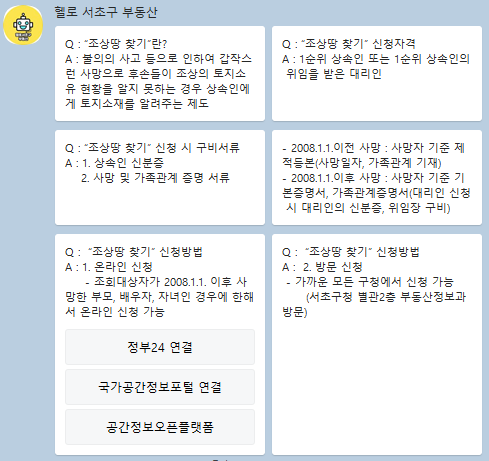 헬로 서초구 부동산
Q : “조상땅 찾기”란?
A : 불의의 사고 등으로 인하여 갑작스
런 사망으로 후손들이 조상의 토지소
유 현황을 알지 못하는 경우 상속인에
게 토지소재를 알려주는 제도
Q : “조상땅 찾기” 신청자격
A : 1순위 상속인 또는 1순위 상속인의
위임을 받은 대리인
Q : “조상땅 찾기” 신청 시 구비서류
A : 1. 상속인 신분증
2. 사망 및 가족관계 증명 서류
- 2008.1.1.이전 사망 : 사망자 기준 제
적등본(사망일자, 가족관계 기재)
- 2008.1.1.이후 사망 : 사망자 기준 기
본증명서, 가족관계증명서(대리인 신청
시 대리인의 신분증, 위임장 구비)
Q : “조상땅 찾기” 신청방법
A : 1. 온라인 신청
- 조회대상자가 2008.1.1. 이후 사
망한 부모, 배우자, 자녀인 경우에 한해
서 온라인 신청 가능
정부24 연결
국가공간정보포털 연결
공간정보오픈플랫폼
Q : “조상땅 찾기” 신청방법
A : 2. 방문 신청
- 가까운 모든 구청에서 신청 가능
(서초구청 별관2층 부동산정보과
방문)